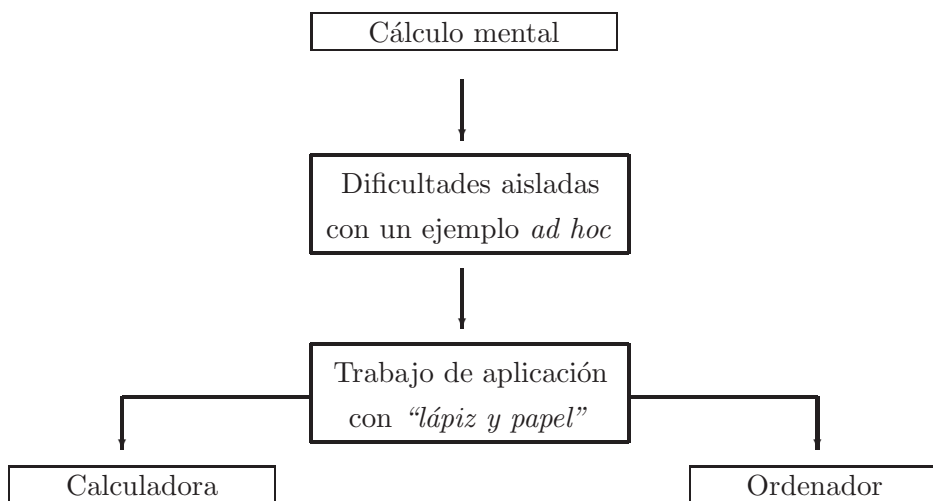 Cálculo mental
Dificultades aisladas
con un ejemplo ad hoc
Trabajo de aplicación
con “lápiz y papel”
Calculadora
Ordenador